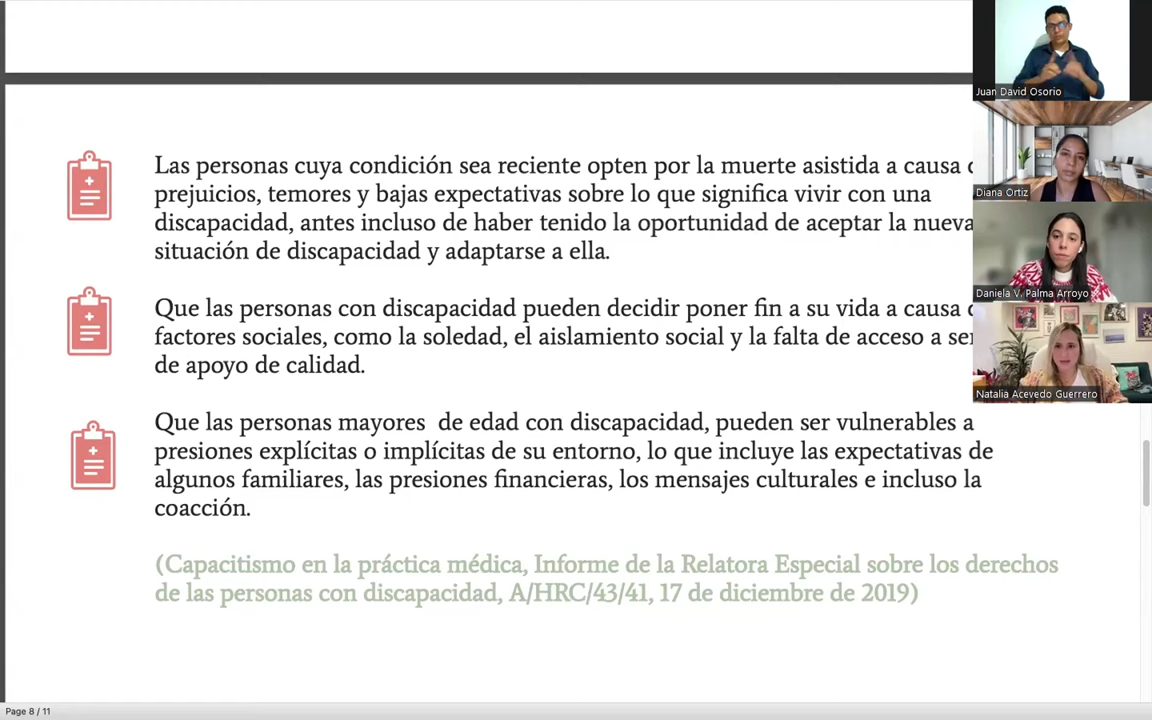 Las personas cuya condición sea reciente opten por la muerte asistida a causa
prejuicios, temores y bajas expectativas sobre lo que significa vivir con una
discapacidad, antes incluso de haber tenido la oportunidad de aceptar la nueva
situación de discapacidad y adaptarse a ella.
Que las personas con discapacidad pueden decidir poner fin a su vida a causa
factores sociales, como la soledad, el aislamiento social y la falta de acceso a
de apoyo de calidad.
Que las personas mayores  de edad con discapacidad, pueden ser vulnerables a
presiones explícitas o implícitas de su entorno, lo que incluye las expectativas de
algunos familiares, las presiones financieras, los mensajes culturales e incluso la
coacción.
(Capacitismo en la práctica médica, Informe de la Relatora Especial sobre los derechos
de las personas con discapacidad, A/HRC/43/41, 17 de diciembre de 2019)
Juan David Osorio
Diana Ortiz
Daniela V. Palma Arroyo
Natalia Acevedo Guerrero
Page 8 / 11